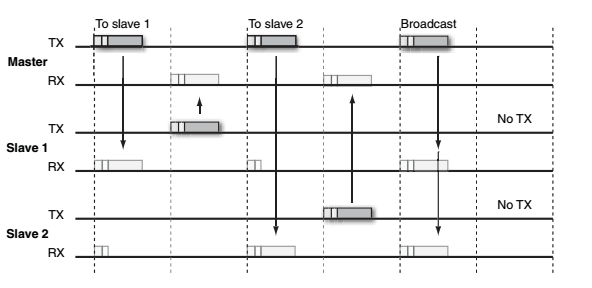 To slave 1 To slave 2 Broadcast
TX
Master
RX
TX No TX
Slave 1
RX
TX No TX
Slave 2
RX